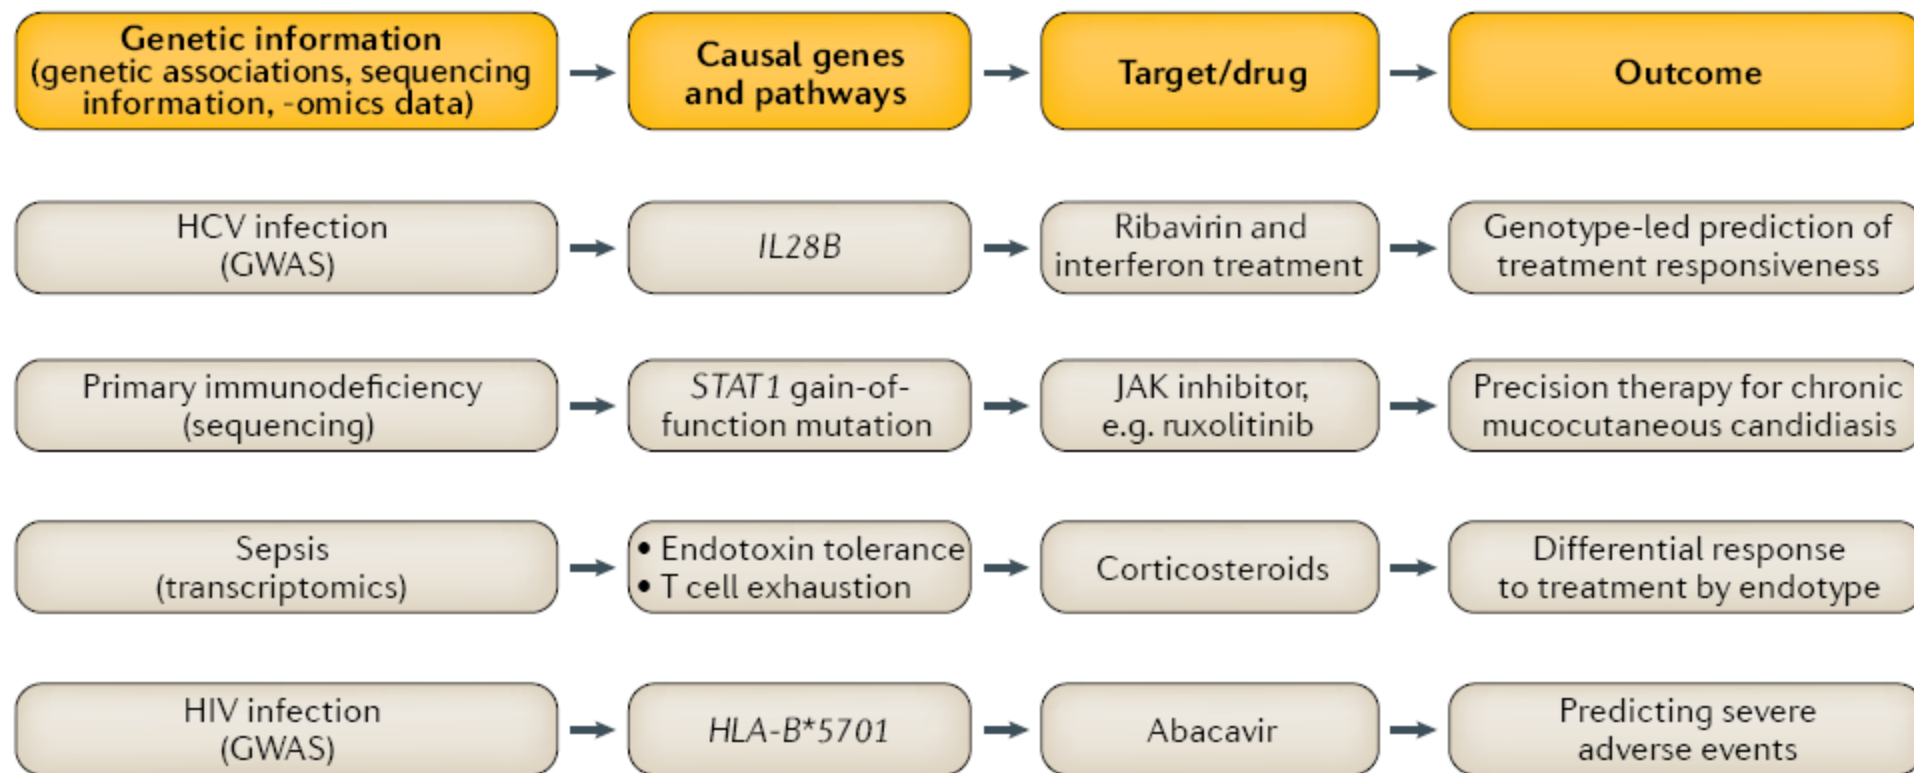 Genetic information
(genetic associations, sequencing
information, -omics data)
Causal genes
and pathways
Target/drug
Outcome
HCV infection
(GWAS)
IL28B
Ribavirin and
interferon treatment
Genotype-led prediction of
treatment responsiveness
Primary immunodeficiency
(sequencing)
STAT1 gain-of-
function mutation
JAK inhibitor,
e.g. ruxolitinib
Precision therapy for chronic
mucocutaneous candidiasis
Sepsis
(transcriptomics)
• Endotoxin tolerance
• T cell exhaustion
Corticosteroids
Differential response
to treatment by endotype
HIV infection
(GWAS)
HLA-B*5701
Abacavir
Predicting severe
adverse events